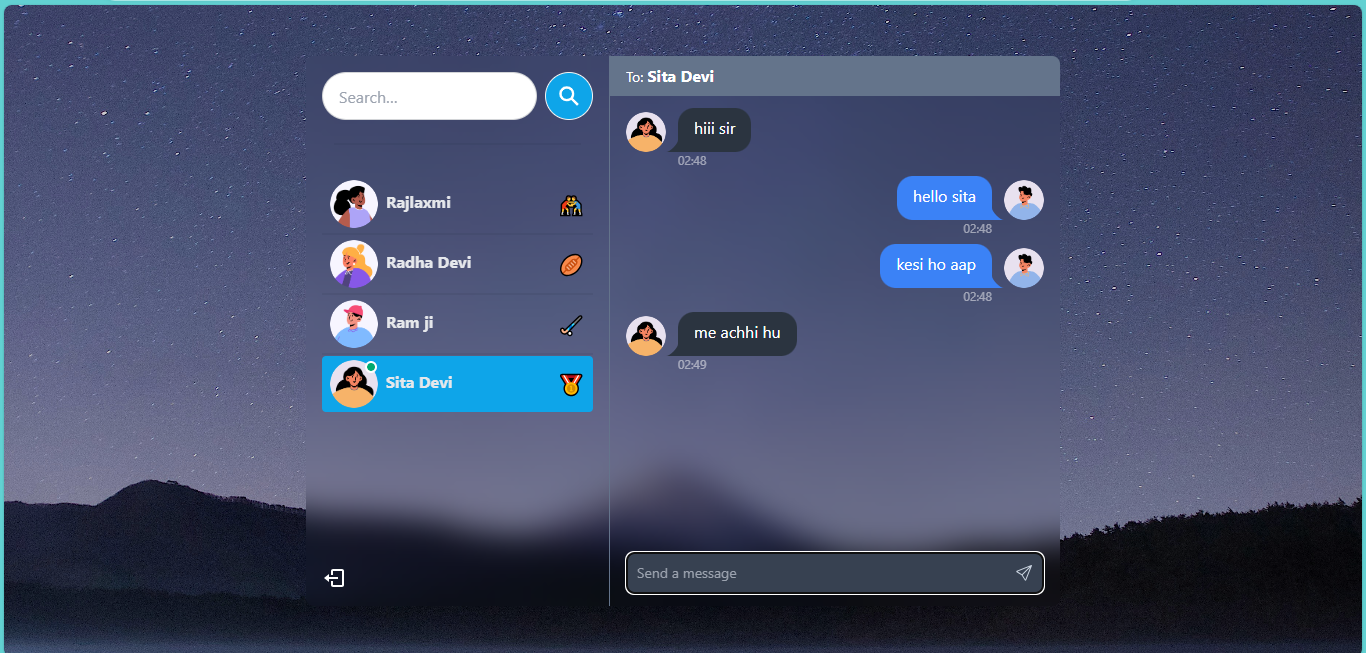 Search...
Rajlaxmi
Radha Devi
Ram ji
Sita Devi
To: Sita Devi
hiii sir
02:48
hello sita
02:48
kesi ho aap
02:48
me achhi hu
02:49
Send a message